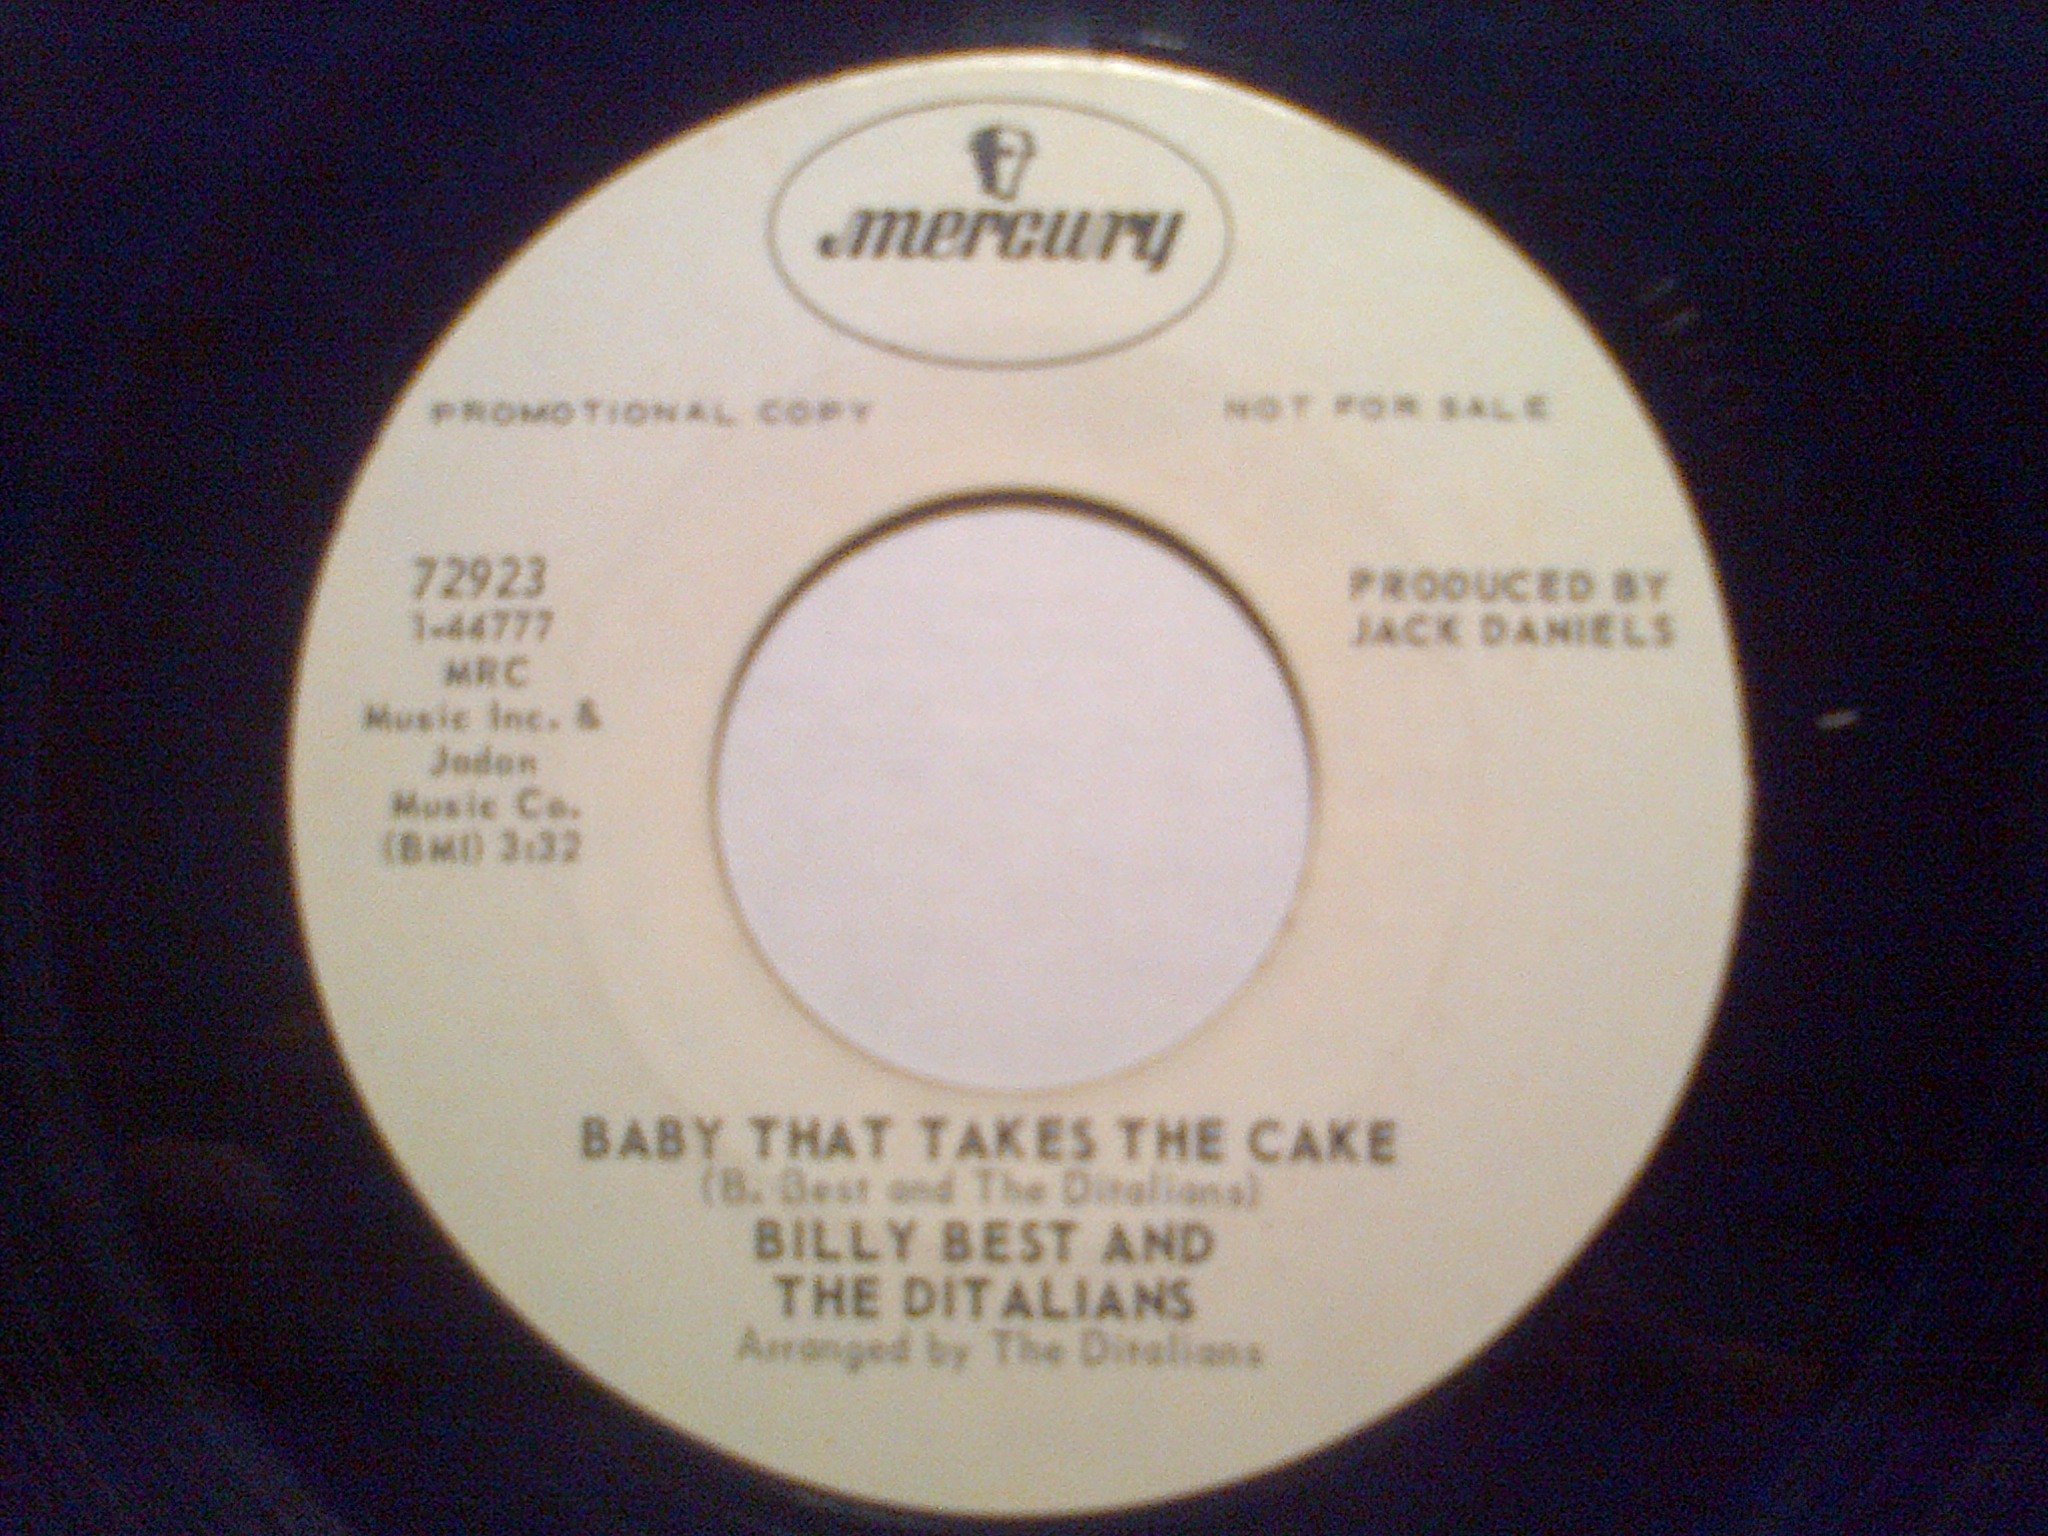 mercury
PROMOTIONAL COPY
NOT FOR SALE
72923
1-44777
MRC
Music Inc. &
Jadan
Music Co.
(BMI) 3:32
PRODUCED BY
JACK DANIELS
BABY THAT TAKES THE CAKE
(B. Best and The Ditalians)
BILLY BEST AND
THE DITALIANS
Arranged by The Ditalians